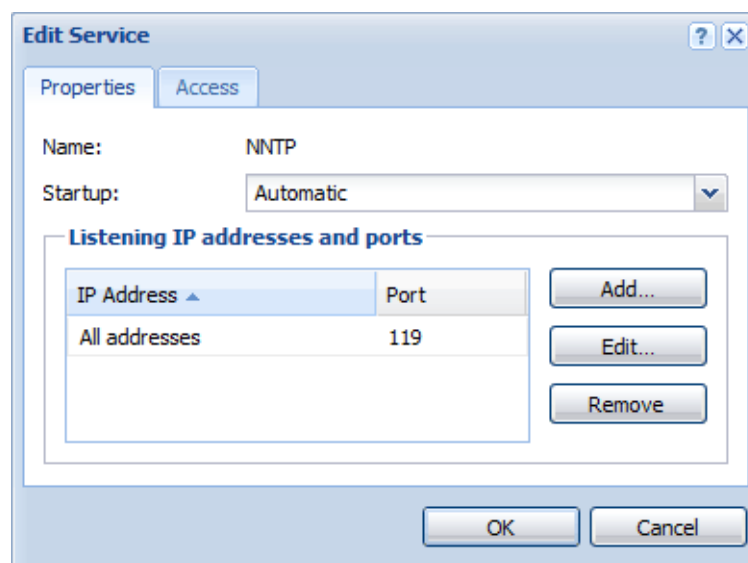 Edit Service
Properties Access
Name: NNTP
Startup: Automatic
Listening IP addresses and ports
IP Address Port
All addresses 119
Add...
Edit...
Remove
OK Cancel